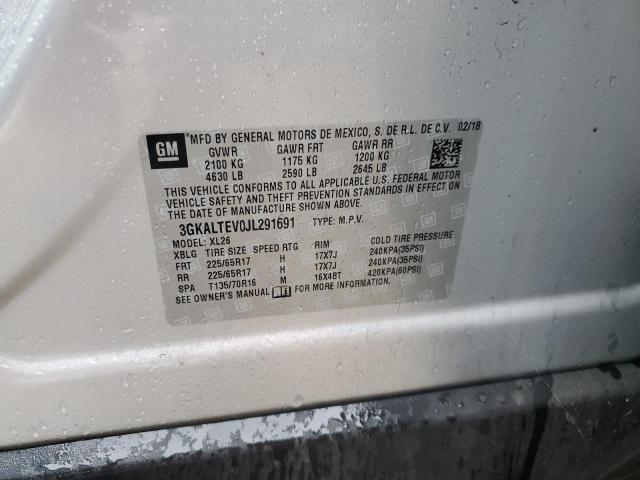 GM
*MFD BY GENERAL MOTORS DE MEXICO, S. DE R.L. DE C.V. 02/18
GVWR GAWR FRT GAWR RR
2100 KG 1175 KG 1200 KG
4630 LB 2590 LB 2645 LB
THIS VEHICLE CONFORMS TO ALL APPLICABLE U.S. FEDERAL MOTOR
VEHICLE SAFETY AND THEFT PREVENTION STANDARDS IN EFFECT ON
THE DATE OF MANUFACTURE SHOWN ABOVE.
3GKALTEV0JL291691 TYPE: M.P.V.
MODEL: XL26
TIRE SIZE SPEED RTG RIM COLD TIRE PRESSURE
FRT 225/65R17 H 17X7J 240KPA(35PSI)
RR 225/65R17 H 17X7J 240KPA(35PSI)
SPA T135/70R16 M 16X4BT 420KPA(60PSI)
SEE OWNER'S MANUAL
XBLG